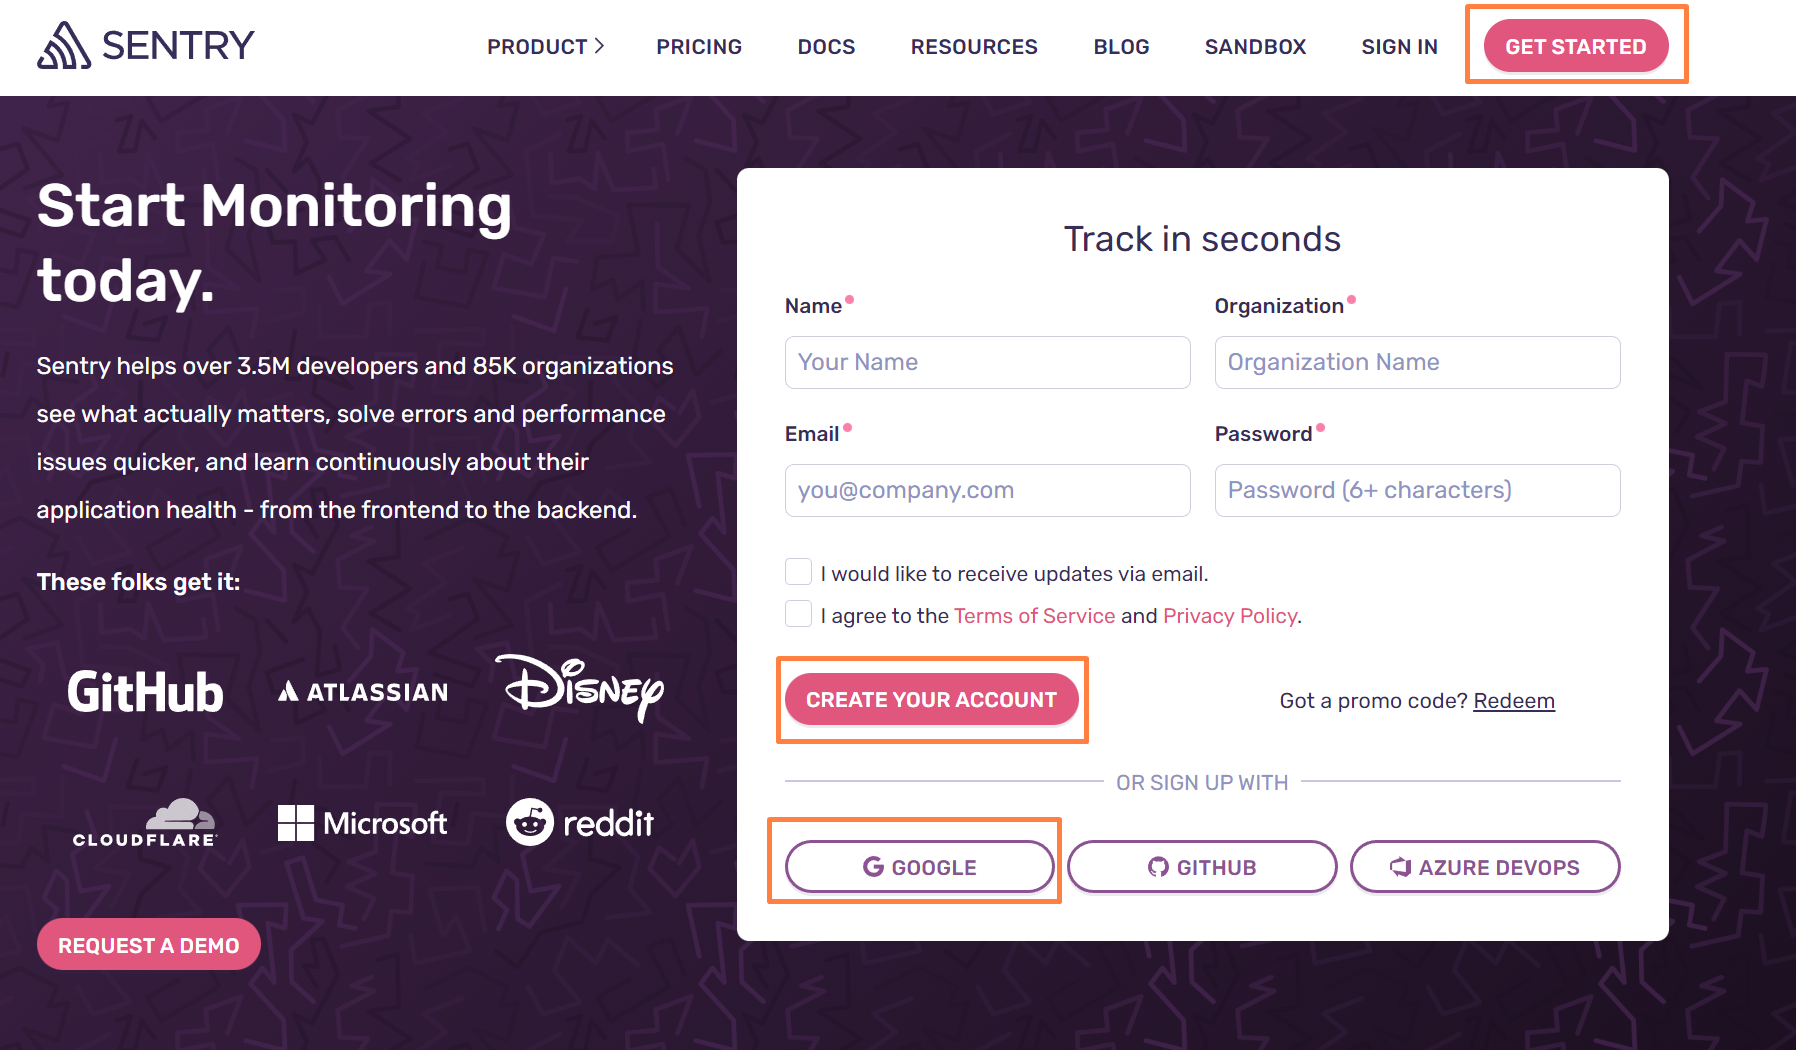 SENTRY
PRODUCT
PRICING
DOCS
RESOURCES
BLOG
SANDBOX
SIGN IN
GET STARTED
Start Monitoring
today.
Sentry helps over 3.5M developers and 85K organizations
see what actually matters, solve errors and performance
issues quicker, and learn continuously about their
application health - from the frontend to the backend.
These folks get it:
GitHub
ATLASSIAN
Disney
CLOUDFLARE
Microsoft
reddit
REQUEST A DEMO
Track in seconds
Name
Organization
Your Name
Organization Name
Email
Password
you@company.com
Password (6+ characters)
I would like to receive updates via email.
I agree to the Terms of Service and Privacy Policy.
CREATE YOUR ACCOUNT
Got a promo code? Redeem
OR SIGN UP WITH
GOOGLE
GITHUB
AZURE DEVOPS